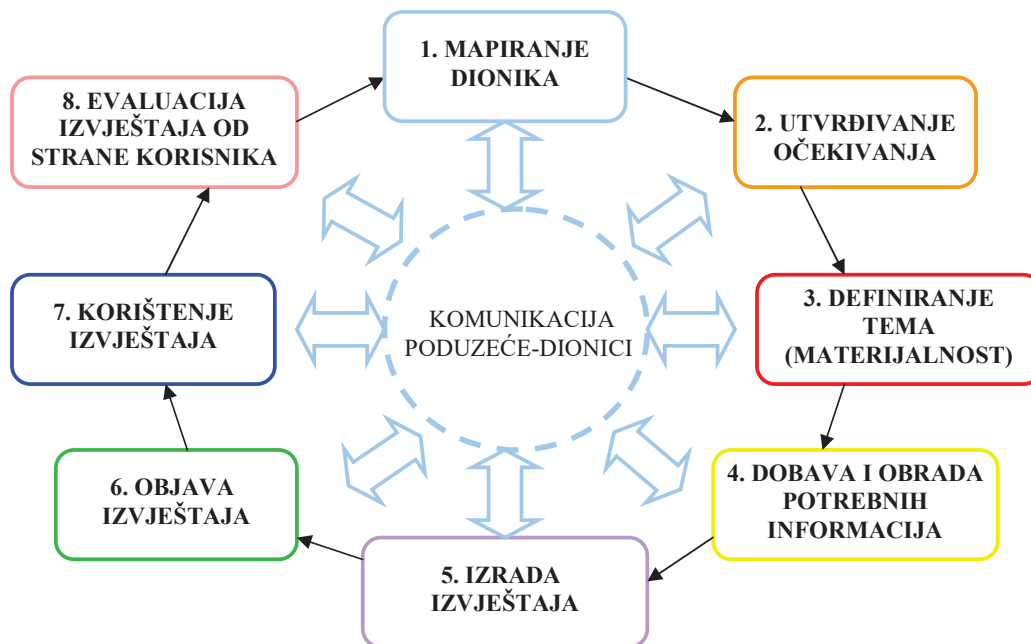 1. MAPIRANJE
DIONIKA
2. UTVRĐIVANJE
OČEKIVANJA
3. DEFINIRANJE
TEMA
(MATERIJALNOST)
4. DOBAVA I OBRADA
POTREBNIH
INFORMACIJA
5. IZRADA
IZVJEŠTAJA
6. OBJAVA
IZVJEŠTAJA
7. KORIŠTENJE
IZVJEŠTAJA
8. EVALUACIJA
IZVJEŠTAJA OD
STRANE KORISNIKA
KOMUNIKACIJA
PODUZEĆE-DIONICI